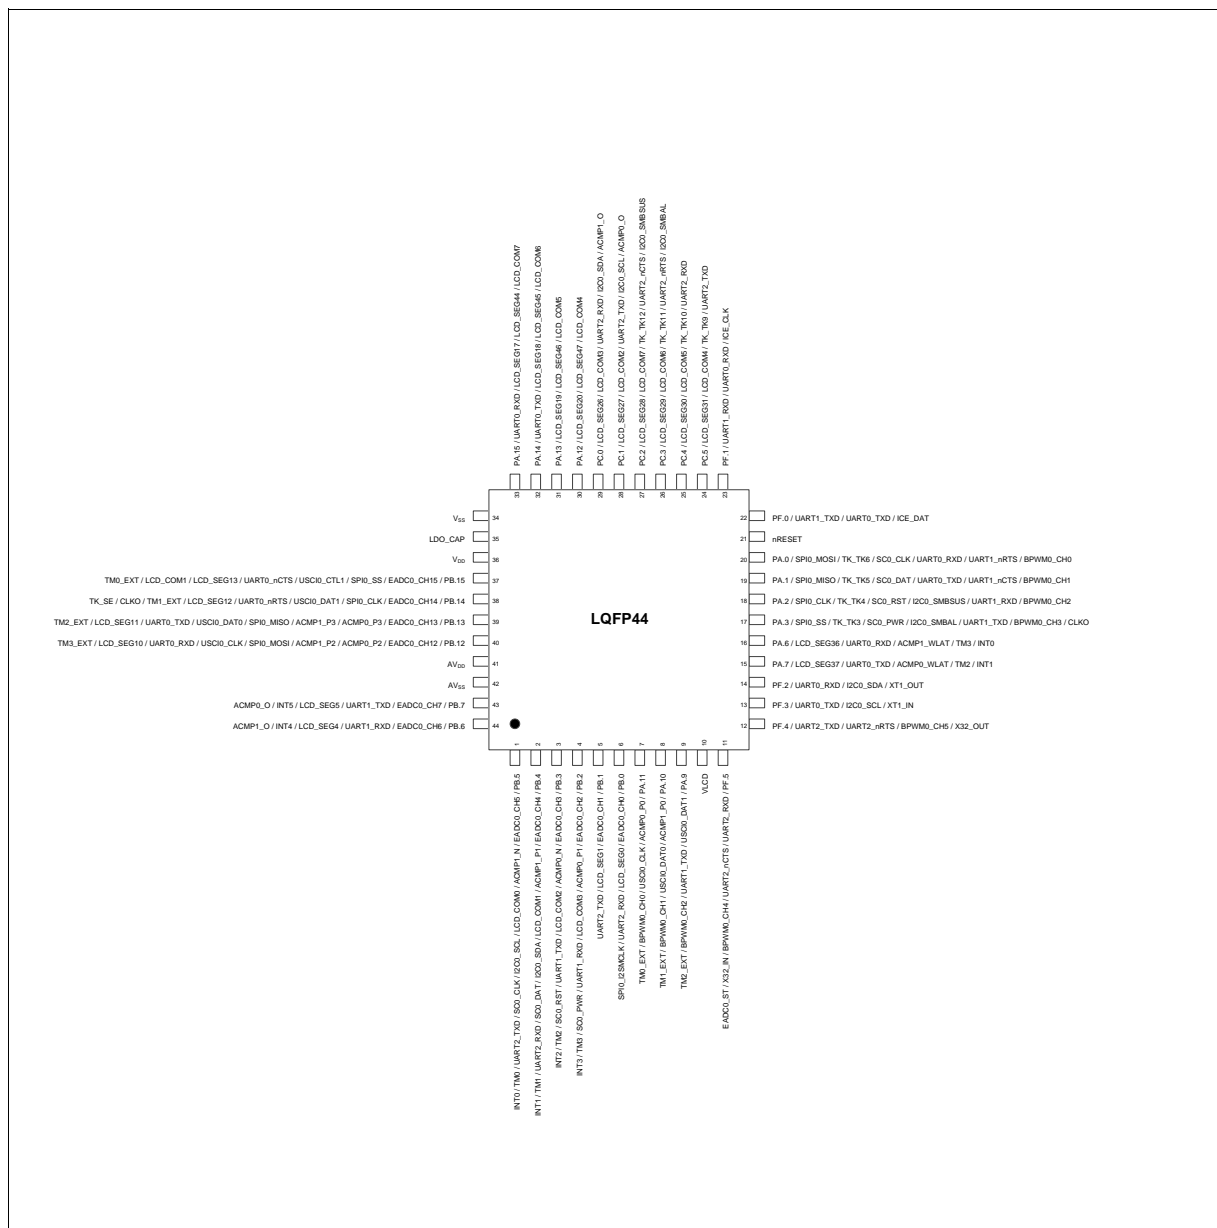 PA.15 / UART0_RXD / LCD_SEG17 / LCD_SEG44 / LCD_COM7
PA.14 / UART0_TXD / LCD_SEG18 / LCD_SEG45 / LCD_COM6
PA.13 / LCD_SEG19 / LCD_SEG46 / LCD_COM5
PA.12 / LCD_SEG20 / LCD_SEG47 / LCD_COM4
PC.0 / LCD_SEG26 / LCD_COM3 / UART2_RXD / I2C0_SDA / ACMP1_O
PC.1 / LCD_SEG27 / LCD_COM2 / UART2_TXD / I2C0_SCL / ACMP0_O
PC.2 / LCD_SEG28 / LCD_COM7 / TK_TK12 / UART2_nCTS / I2C0_SMBSUS
PC.3 / LCD_SEG29 / LCD_COM6 / TK_TK11 / UART2_nRTS / I2C0_SMBAL
PC.4 / LCD_SEG30 / LCD_COM5 / TK_TK10 / UART2_RXD
PC.5 / LCD_SEG31 / LCD_COM4 / TK_TK9 / UART2_TXD
PF.1 / UART1_RXD / UART0_RXD / ICE_CLK
33
32
31
30
29
28
27
26
25
24
23
VSS 34
LDO_CAP 35
VDD 36
TM0_EXT / LCD_COM1 / LCD_SEG13 / UART0_nCTS / USCI0_CTL1 / SPI0_SS / EADC0_CH15 / PB.15 37
TK_SE / CLKO / TM1_EXT / LCD_SEG12 / UART0_nRTS / USCI0_DAT1 / SPI0_CLK / EADC0_CH14 / PB.14 38
TM2_EXT / LCD_SEG11 / UART0_TXD / USCI0_DAT0 / SPI0_MISO / ACMP1_P3 / ACMP0_P3 / EADC0_CH13 / PB.13 39
TM3_EXT / LCD_SEG10 / UART0_RXD / USCI0_CLK / SPI0_MOSI / ACMP1_P2 / ACMP0_P2 / EADC0_CH12 / PB.12 40
AVDD 41
AVSS 42
ACMP0_O / INT5 / LCD_SEG5 / UART1_TXD / EADC0_CH7 / PB.7 43
ACMP1_O / INT4 / LCD_SEG4 / UART1_RXD / EADC0_CH6 / PB.6 44
LQFP44
22 PF.0 / UART1_TXD / UART0_TXD / ICE_DAT
21 nRESET
20 PA.0 / SPI0_MOSI / TK_TK6 / SC0_CLK / UART0_RXD / UART1_nRTS / BPWM0_CH0
19 PA.1 / SPI0_MISO / TK_TK5 / SC0_DAT / UART0_TXD / UART1_nCTS / BPWM0_CH1
18 PA.2 / SPI0_CLK / TK_TK4 / SC0_RST / I2C0_SMBSUS / UART1_RXD / BPWM0_CH2
17 PA.3 / SPI0_SS / TK_TK3 / SC0_PWR / I2C0_SMBAL / UART1_TXD / BPWM0_CH3 / CLKO
16 PA.6 / LCD_SEG36 / UART0_RXD / ACMP1_WLAT / TM3 / INT0
15 PA.7 / LCD_SEG37 / UART0_TXD / ACMP0_WLAT / TM2 / INT1
14 PF.2 / UART0_RXD / I2C0_SDA / XT1_OUT
13 PF.3 / UART0_TXD / I2C0_SCL / XT1_IN
12 PF.4 / UART2_TXD / UART2_nRTS / BPWM0_CH5 / X32_OUT
1
2
3
4
5
6
7
8
9
10
11
INT0 / TM0 / UART2_TXD / SC0_CLK / I2C0_SCL / LCD_COM0 / ACMP1_N / EADC0_CH5 / PB.5
INT1 / TM1 / UART2_RXD / SC0_DAT / I2C0_SDA / LCD_COM1 / ACMP1_P1 / EADC0_CH4 / PB.4
INT2 / TM2 / SC0_RST / UART1_TXD / LCD_COM2 / ACMP0_N / EADC0_CH3 / PB.3
INT3 / TM3 / SC0_PWR / UART1_RXD / LCD_COM3 / ACMP0_P1 / EADC0_CH2 / PB.2
UART2_TXD / LCD_SEG1 / EADC0_CH1 / PB.1
SPI0_I2SMCLK / UART2_RXD / LCD_SEG0 / EADC0_CH0 / PB.0
TM0_EXT / BPWM0_CH0 / USCI0_CLK / ACMP0_P0 / PA.11
TM1_EXT / BPWM0_CH1 / USCI0_DAT0 / ACMP1_P0 / PA.10
TM2_EXT / BPWM0_CH2 / UART1_TXD / USCI0_DAT1 / PA.9
VLCD
EADC0_ST / X32_IN / BPWM0_CH4 / UART2_nCTS / UART2_RXD / PF.5